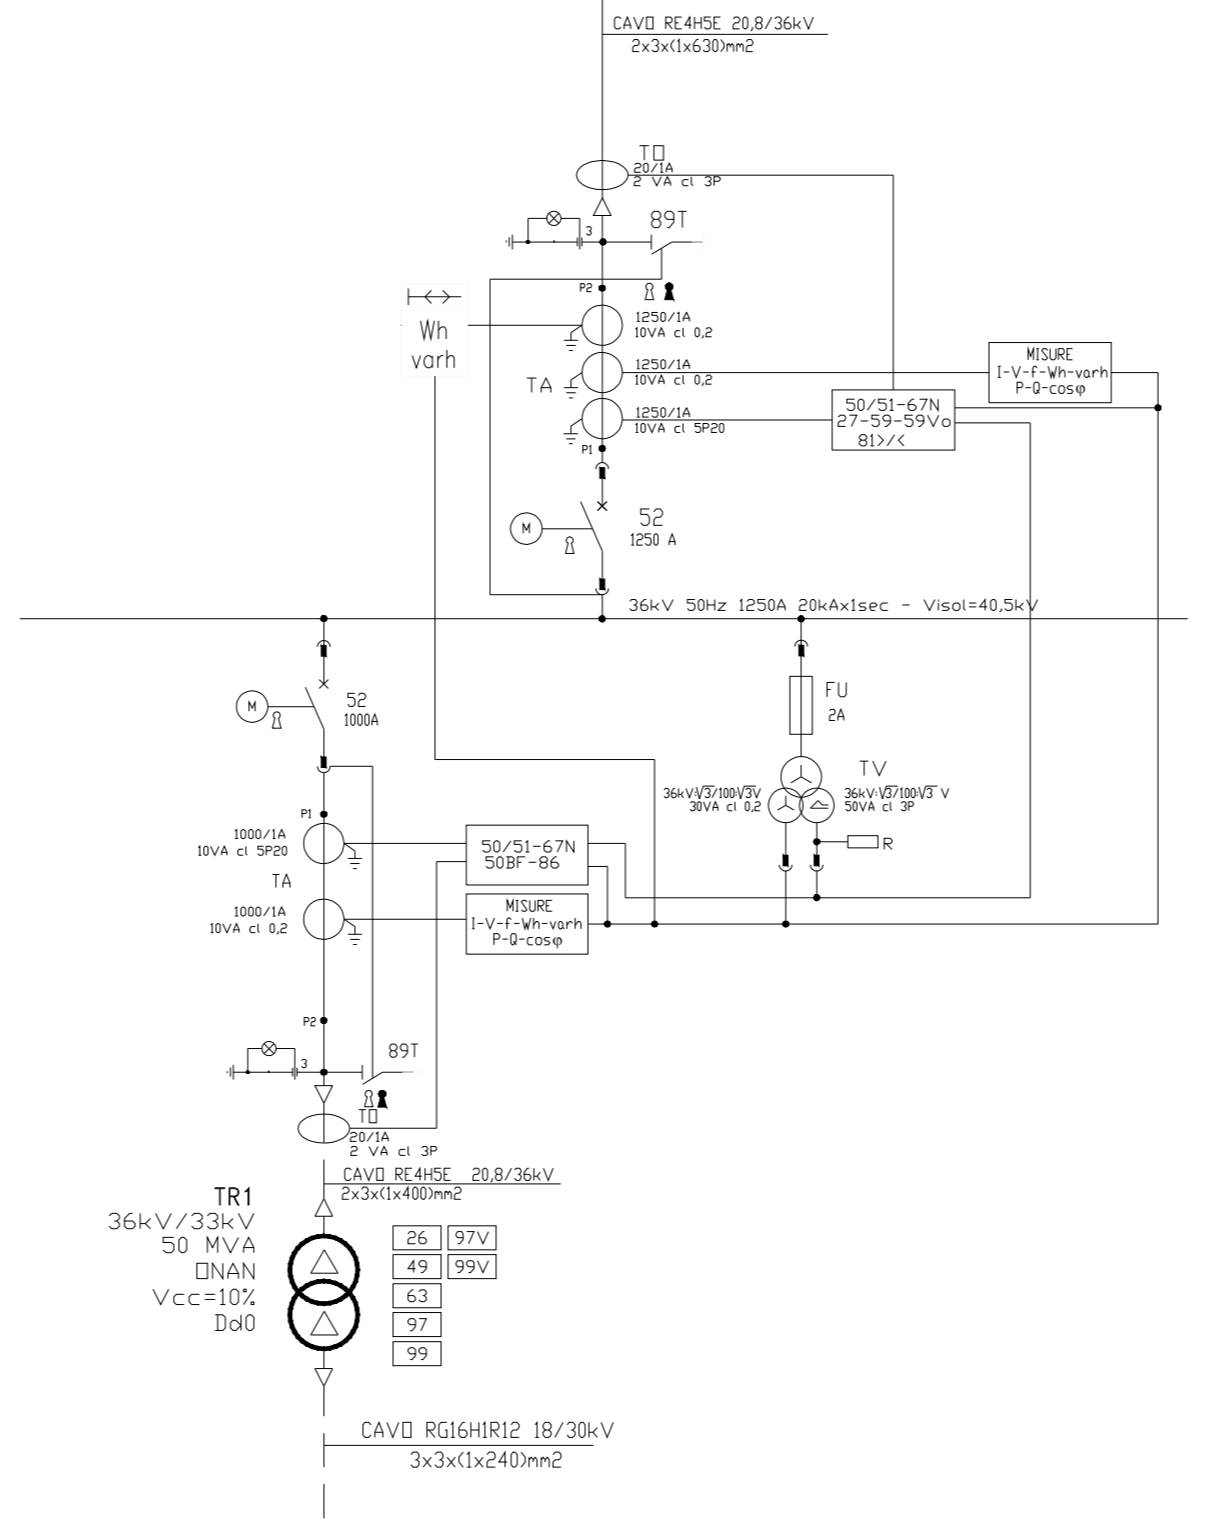 CAVO RE4H5E 20,8/36kV
2x3x(1x630)mm2
TO
20/1A
2 VA cl 3P
3
89T
P2
Wh
varh
1250/1A
10VA cl 0,2
1250/1A
10VA cl 0,2
TA
1250/1A
10VA cl 5P20
P1
MISURE
I-V-f-Wh-varh
P-Q-cosφ
50/51-67N
27-59-59Vo
81>/<
M
52
1250 A
36kV 50Hz 1250A 20kAx1sec - Visol=40,5kV
M
52
1000A
FU
2A
TV
36kV:√3/100:√3V
30VA cl 0,2
36kV:√3/100:√3 V
50VA cl 3P
R
P1
1000/1A
10VA cl 5P20
TA
1000/1A
10VA cl 0,2
50/51-67N
50BF-86
MISURE
I-V-f-Wh-varh
P-Q-cosφ
P2
3
89T
TO
20/1A
2 VA cl 3P
CAVO RE4H5E 20,8/36kV
2x3x(1x400)mm2
TR1
36kV/33kV
50 MVA
ONAN
Vcc=10%
Dd0
26 97V
49 99V
63
97
99
CAVO RG16H1R12 18/30kV
3x3x(1x240)mm2